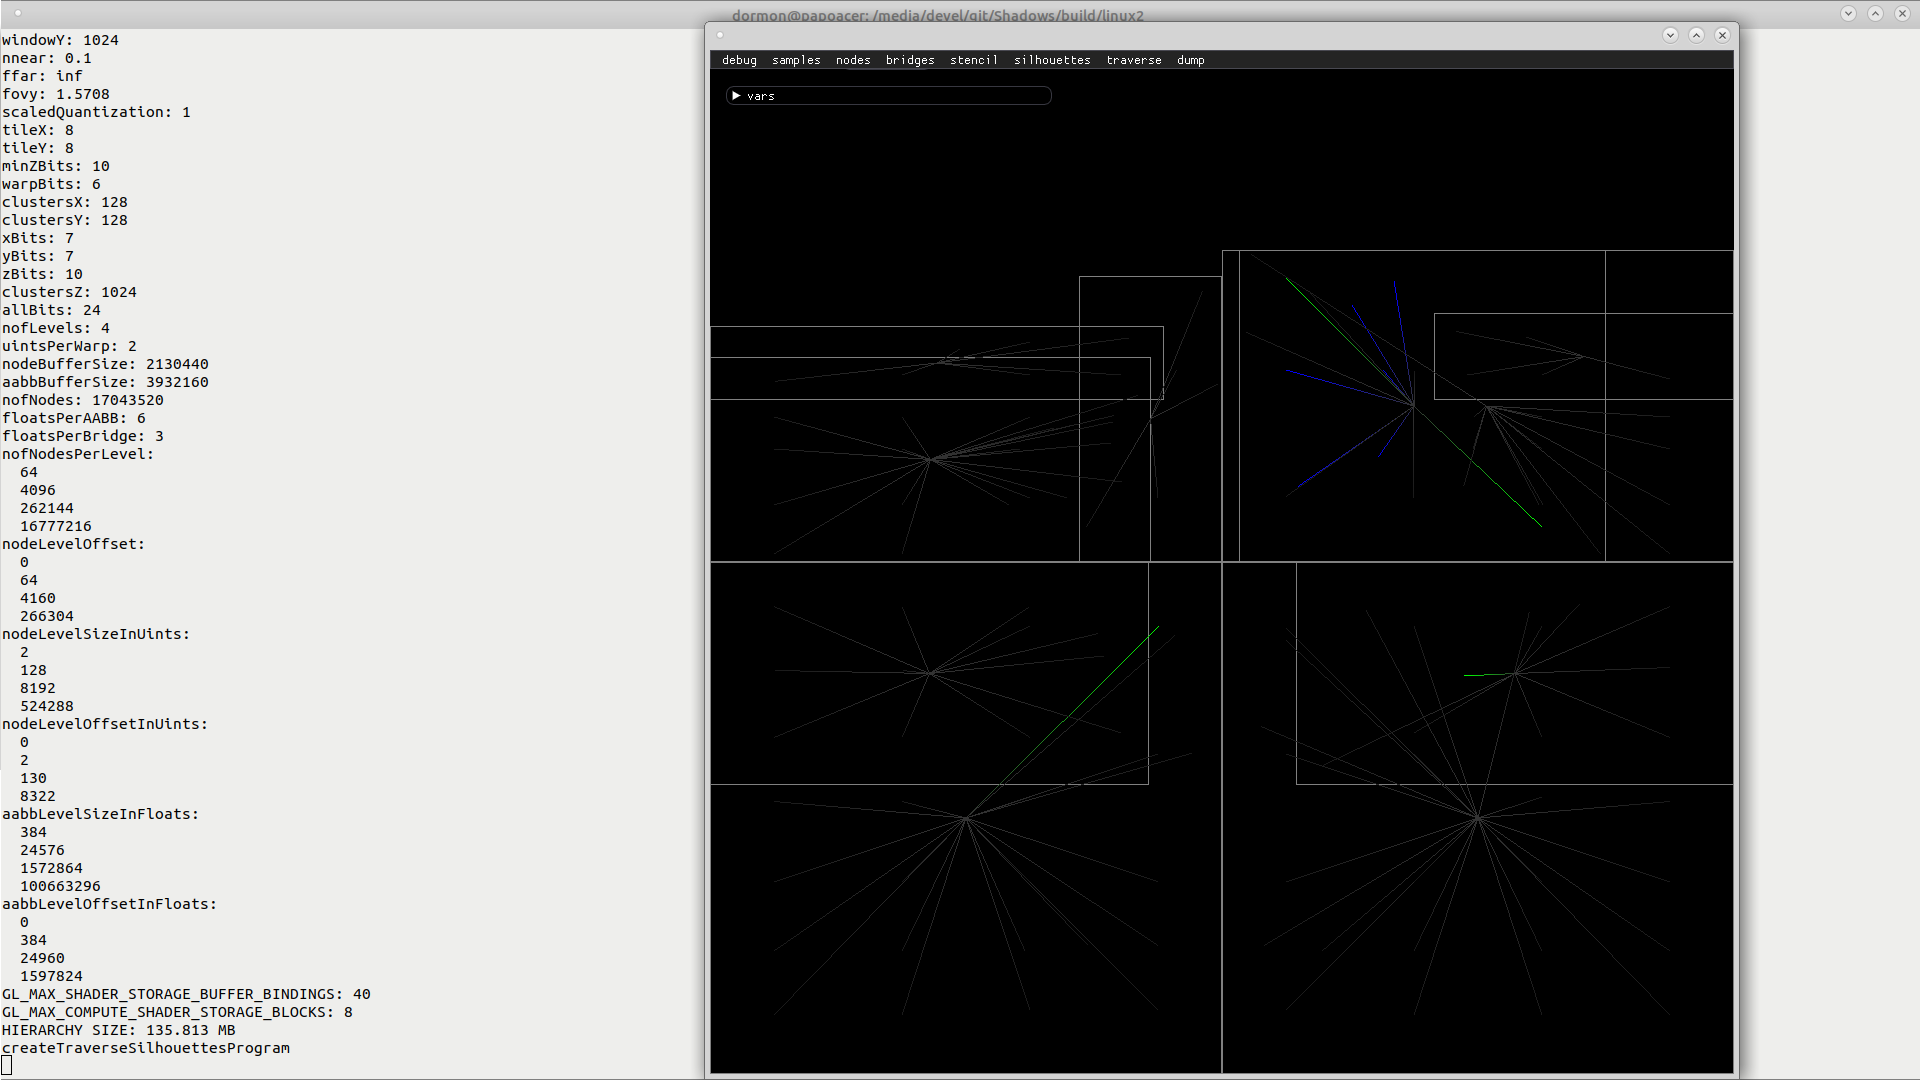 dormon@papoacer: /media/devel/git/Shadows/build/linux2
windowY: 1024
nnear: 0.1
ffar: inf
fovy: 1.5708
scaledQuantization: 1
tileX: 8
tileY: 8
minZBits: 10
warpBits: 6
clustersX: 128
clustersY: 128
xBits: 7
yBits: 7
zBits: 10
clustersZ: 1024
allBits: 24
nofLevels: 4
uintsPerWarp: 2
nodeBufferSize: 2130440
aabbBufferSize: 3932160
nofNodes: 17043520
floatsPerAABB: 6
floatsPerBridge: 3
nofNodesPerLevel:
64
4096
262144
16777216
nodeLevelOffset:
0
64
4160
266304
nodeLevelSizeInUints:
2
128
8192
524288
nodeLevelOffsetInUints:
0
2
130
8322
aabbLevelSizeInFloats:
384
24576
1572864
100663296
aabbLevelOffsetInFloats:
0
384
24960
1597824
GL_MAX_SHADER_STORAGE_BUFFER_BINDINGS: 40
GL_MAX_COMPUTE_SHADER_STORAGE_BLOCKS: 8
HIERARCHY SIZE: 135.813 MB
createTraverseSilhouettesProgram
debug samples nodes bridges stencil silhouettes traverse dump
vars